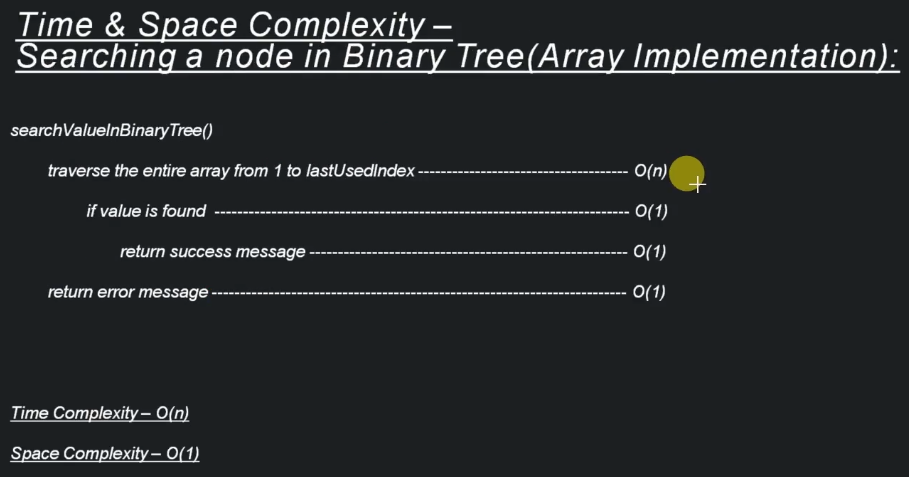 Time & Space Complexity –
Searching a node in Binary Tree(Array Implementation):
searchValueInBinaryTree()
traverse the entire array from 1 to lastUsedIndex ------------------------------------- O(n)
if value is found ------------------------------------------------------------------------- O(1)
return success message -------------------------------------------------------- O(1)
return error message ------------------------------------------------------------------------- O(1)
Time Complexity – O(n)
Space Complexity – O(1)